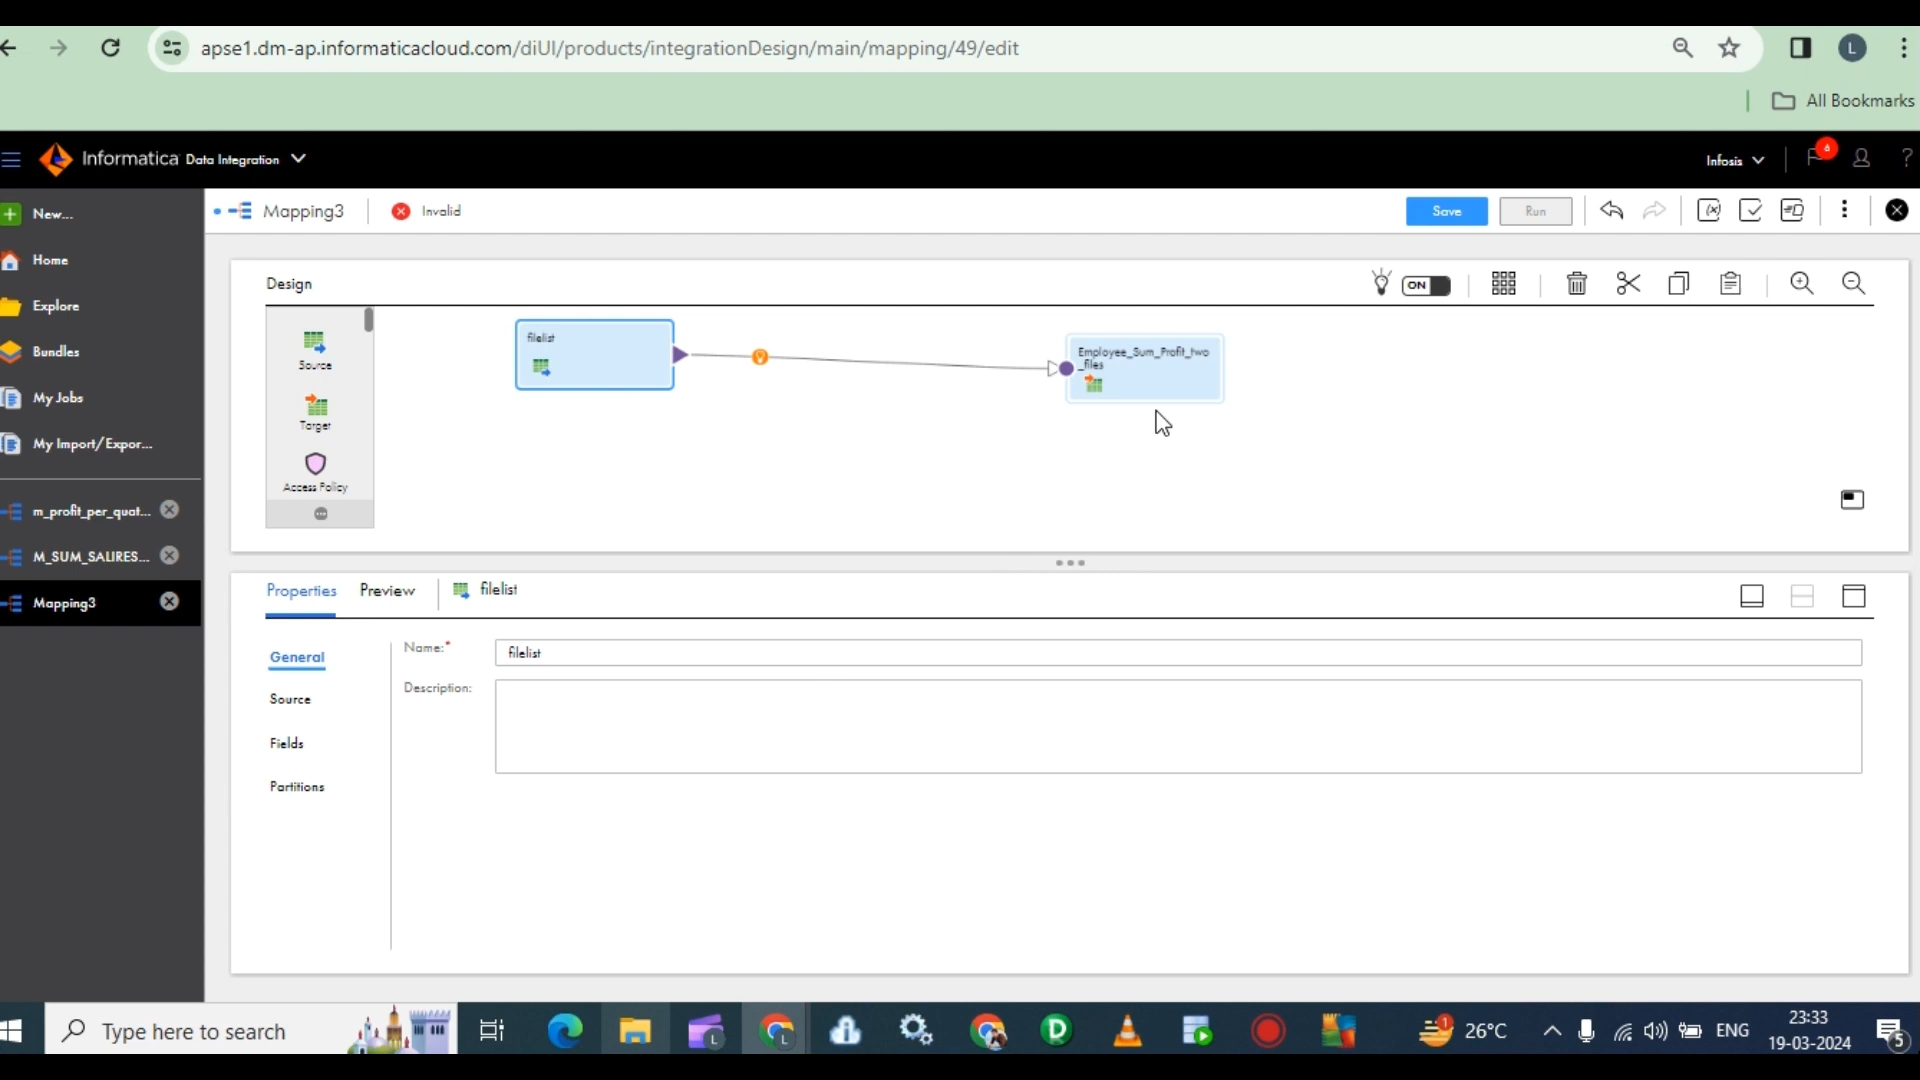 apse1.dm-ap.informaticacloud.com/diUI/products/integrationDesign/main/mapping/49/edit
L
All Bookmarks
Informatica Data Integration
Infosis
6
?
New...
Mapping3
Invalid
Save
Run
Home
Explore
Bundles
My Jobs
My Import/Expor...
m_profit_per_quat...
M_SUM_SALIRES...
Mapping3
Design
ON
Source
Target
Access Policy
filelist
Employee_Sum_Profit_two
_files
Properties
Preview
filelist
General
Source
Fields
Partitions
Name:*
filelist
Description:
Type here to search
L
L
1
26°C
ENG
23:33
19-03-2024
5